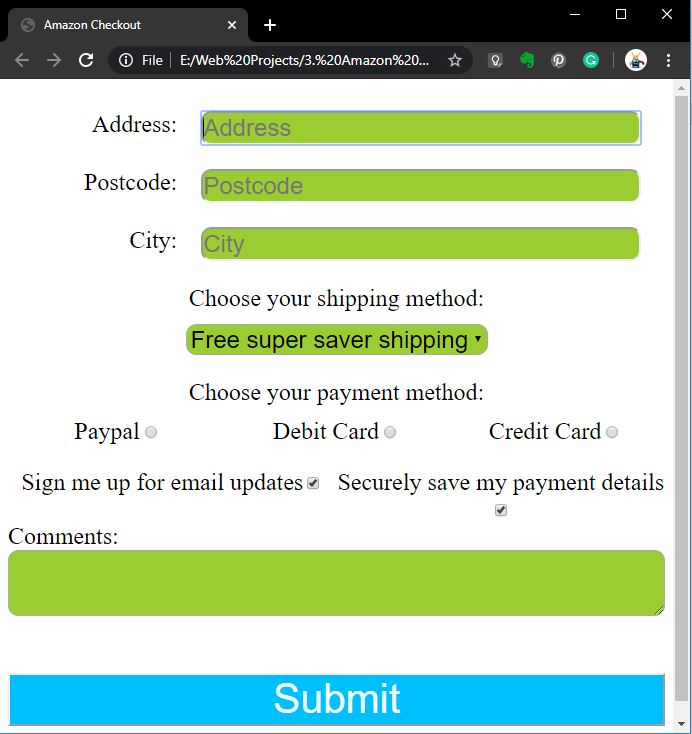 Amazon Checkout
File E:/Web%20Projects/3.%20Amazon%20...
Address: Address
Postcode: Postcode
City: City
Choose your shipping method:
Free super saver shipping
Choose your payment method:
Paypal Debit Card Credit Card
Sign me up for email updates Securely save my payment details
Comments:
Submit